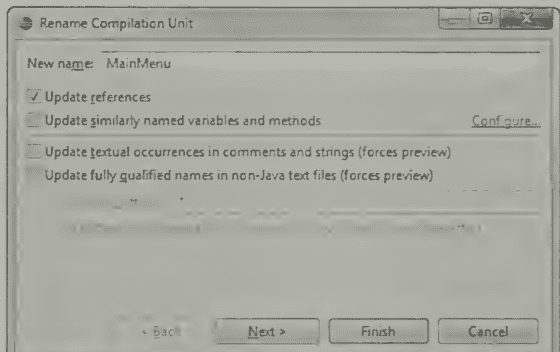 Rename Compilation Unit
New name: MainMenu
Update references
Update similarly named variables and methods Configure...
Update textual occurrences in comments and strings (forces preview)
Update fully qualified names in non-Java text files (forces preview)
< Back Next > Finish Cancel